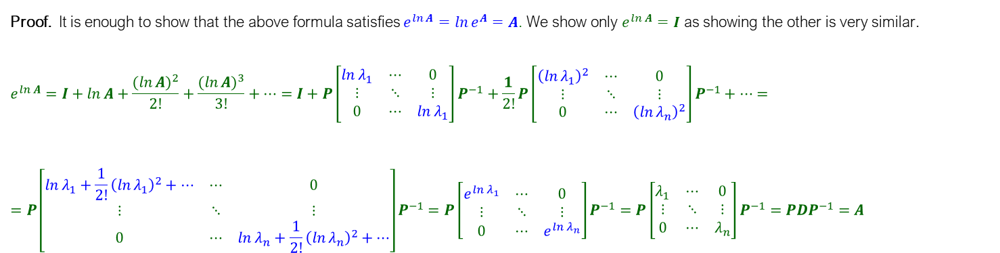 Proof. It is enough to show that the above formula satisfies $e^{ln \boldsymbol{A}} = ln\, e^{\boldsymbol{A}} = \boldsymbol{A}$. We show only $e^{ln \boldsymbol{A}} = \boldsymbol{I}$ as showing the other is very similar.
$e^{ln \boldsymbol{A}} = \boldsymbol{I} + ln \boldsymbol{A} + \frac{(ln \boldsymbol{A})^2}{2!} + \frac{(ln \boldsymbol{A})^3}{3!} + \cdots = \boldsymbol{I} + \boldsymbol{P} \begin{bmatrix} ln \lambda_1 & \cdots & 0 \\ \vdots & \ddots & \vdots \\ 0 & \cdots & ln \lambda_1 \end{bmatrix} \boldsymbol{P}^{-1} + \frac{\boldsymbol{1}}{2!} \boldsymbol{P} \begin{bmatrix} (ln \lambda_1)^2 & \cdots & 0 \\ \vdots & \ddots & \vdots \\ 0 & \cdots & (ln \lambda_n)^2 \end{bmatrix} \boldsymbol{P}^{-1} + \cdots =$
$= \boldsymbol{P} \begin{bmatrix} ln \lambda_1 + \frac{1}{2!}(ln \lambda_1)^2 + \cdots & \cdots & 0 \\ \vdots & \ddots & \vdots \\ 0 & \cdots & ln \lambda_n + \frac{1}{2!}(ln \lambda_n)^2 + \cdots \end{bmatrix} \boldsymbol{P}^{-1} = \boldsymbol{P} \begin{bmatrix} e^{ln \lambda_1} & \cdots & 0 \\ \vdots & \ddots & \vdots \\ 0 & \cdots & e^{ln \lambda_n} \end{bmatrix} \boldsymbol{P}^{-1} = \boldsymbol{P} \begin{bmatrix} \lambda_1 & \cdots & 0 \\ \vdots & \ddots & \vdots \\ 0 & \cdots & \lambda_n \end{bmatrix} \boldsymbol{P}^{-1} = \boldsymbol{PDP}^{-1} = \boldsymbol{A}$